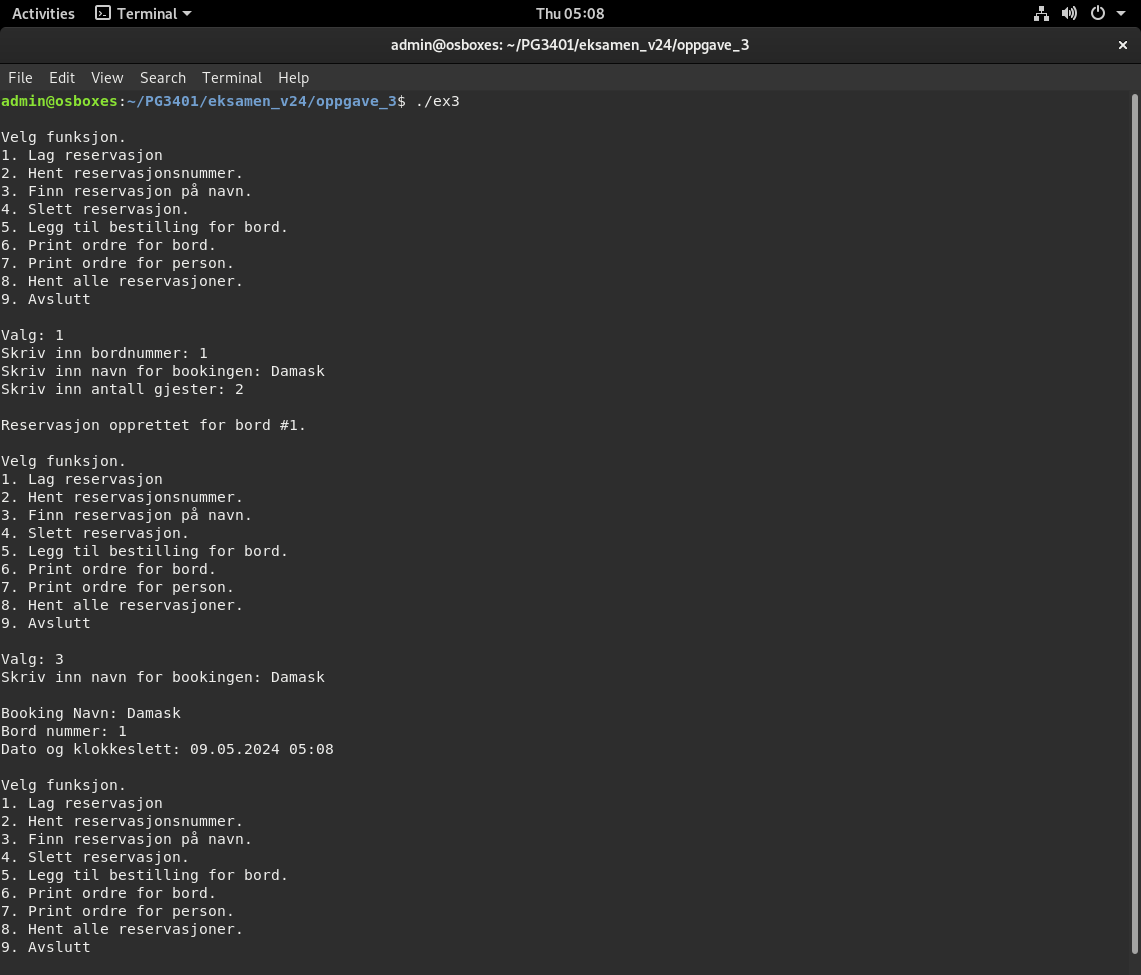 Activities Terminal Thu 05:08
admin@osboxes: ~/PG3401/eksamen_v24/oppgave_3
File Edit View Search Terminal Help
admin@osboxes:~/PG3401/eksamen_v24/oppgave_3$ ./ex3
Velg funksjon.
1. Lag reservasjon
2. Hent reservasjonsnummer.
3. Finn reservasjon på navn.
4. Slett reservasjon.
5. Legg til bestilling for bord.
6. Print ordre for bord.
7. Print ordre for person.
8. Hent alle reservasjoner.
9. Avslutt
Valg: 1
Skriv inn bordnummer: 1
Skriv inn navn for bookingen: Damask
Skriv inn antall gjester: 2
Reservasjon opprettet for bord #1.
Velg funksjon.
1. Lag reservasjon
2. Hent reservasjonsnummer.
3. Finn reservasjon på navn.
4. Slett reservasjon.
5. Legg til bestilling for bord.
6. Print ordre for bord.
7. Print ordre for person.
8. Hent alle reservasjoner.
9. Avslutt
Valg: 3
Skriv inn navn for bookingen: Damask
Booking Navn: Damask
Bord nummer: 1
Dato og klokkeslett: 09.05.2024 05:08
Velg funksjon.
1. Lag reservasjon
2. Hent reservasjonsnummer.
3. Finn reservasjon på navn.
4. Slett reservasjon.
5. Legg til bestilling for bord.
6. Print ordre for bord.
7. Print ordre for person.
8. Hent alle reservasjoner.
9. Avslutt